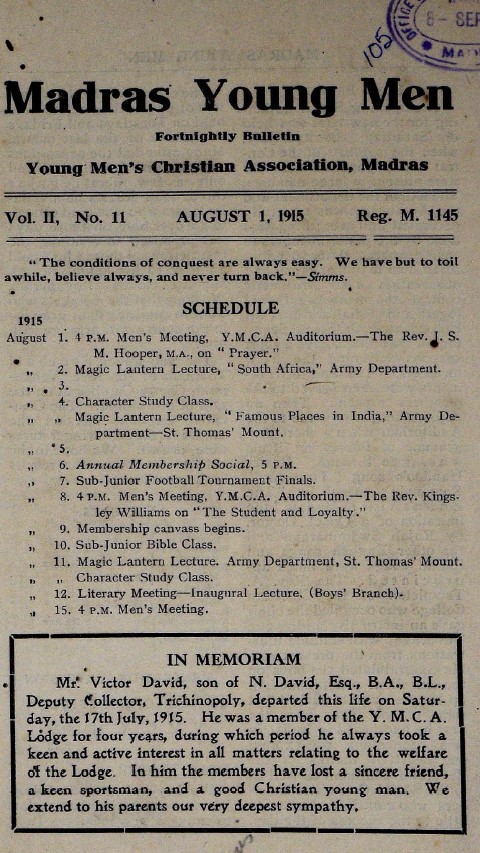 105
OFFICE
8- SEP
MAD
Madras Young Men
Fortnightly Bulletin
Young Men's Christian Association, Madras
Vol. II, No. 11 AUGUST 1, 1915 Reg. M. 1145
" The conditions of conquest are always easy. We have but to toil
awhile, believe always, and never turn back."—Simms.
SCHEDULE
1915
August 1. 4 P.M. Men's Meeting, Y.M.C.A. Auditorium.—The Rev. J. S.
M. Hooper, M.A., on " Prayer."
„ 2. Magic Lantern Lecture, " South Africa," Army Department.
„ 3.
„ 4. Character Study Class.
„ „ Magic Lantern Lecture, " Famous Places in India," Army De-
partment—St. Thomas' Mount.
„ 5.
„ 6. Annual Membership Social, 5 P.M.
„ 7. Sub-Junior Football Tournament Finals.
„ 8. 4 P.M. Men's Meeting, Y.M.C.A. Auditorium.—The Rev. Kings-
ley Williams on " The Student and Loyalty."
„ 9. Membership canvass begins.
„ 10. Sub-Junior Bible Class.
„ 11. Magic Lantern Lecture. Army Department, St. Thomas' Mount.
„ „ Character Study Class.
„ 12. Literary Meeting—Inaugural Lecture, (Boys' Branch).
„ 15. 4 P.M. Men's Meeting.
IN MEMORIAM
Mr. Victor David, son of N. David, Esq., B.A., B.L.,
Deputy Collector, Trichinopoly, departed this life on Satur-
day, the 17th July, 1915. He was a member of the Y. M. C. A.
Lodge for four years, during which period he always took a
keen and active interest in all matters relating to the welfare
of the Lodge. In him the members have lost a sincere friend,
a keen sportsman, and a good Christian young man. We
extend to his parents our very deepest sympathy.